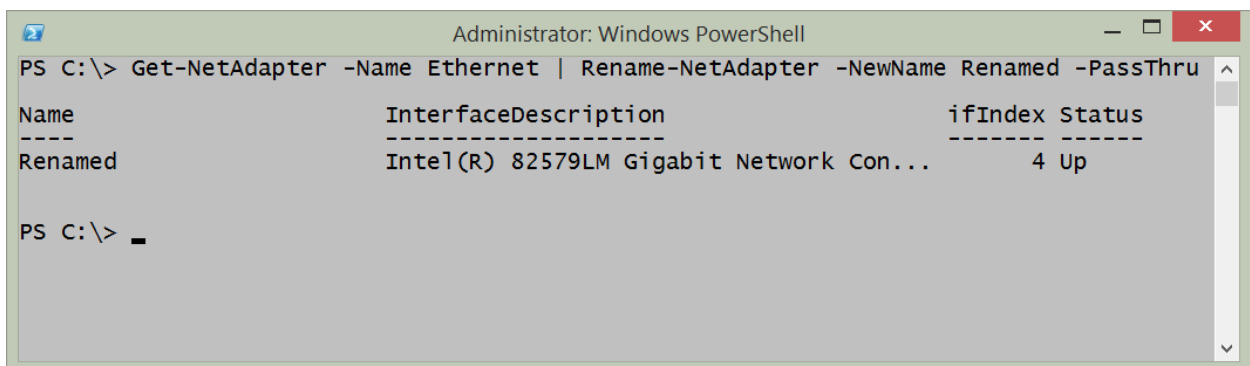 Administrator: Windows PowerShell
PS C:\> Get-NetAdapter -Name Ethernet | Rename-NetAdapter -NewName Renamed -PassThru
Name                      InterfaceDescription                    ifIndex Status
----                      --------------------                    ------- ------
Renamed                   Intel(R) 82579LM Gigabit Network Con...       4 Up
PS C:\> _